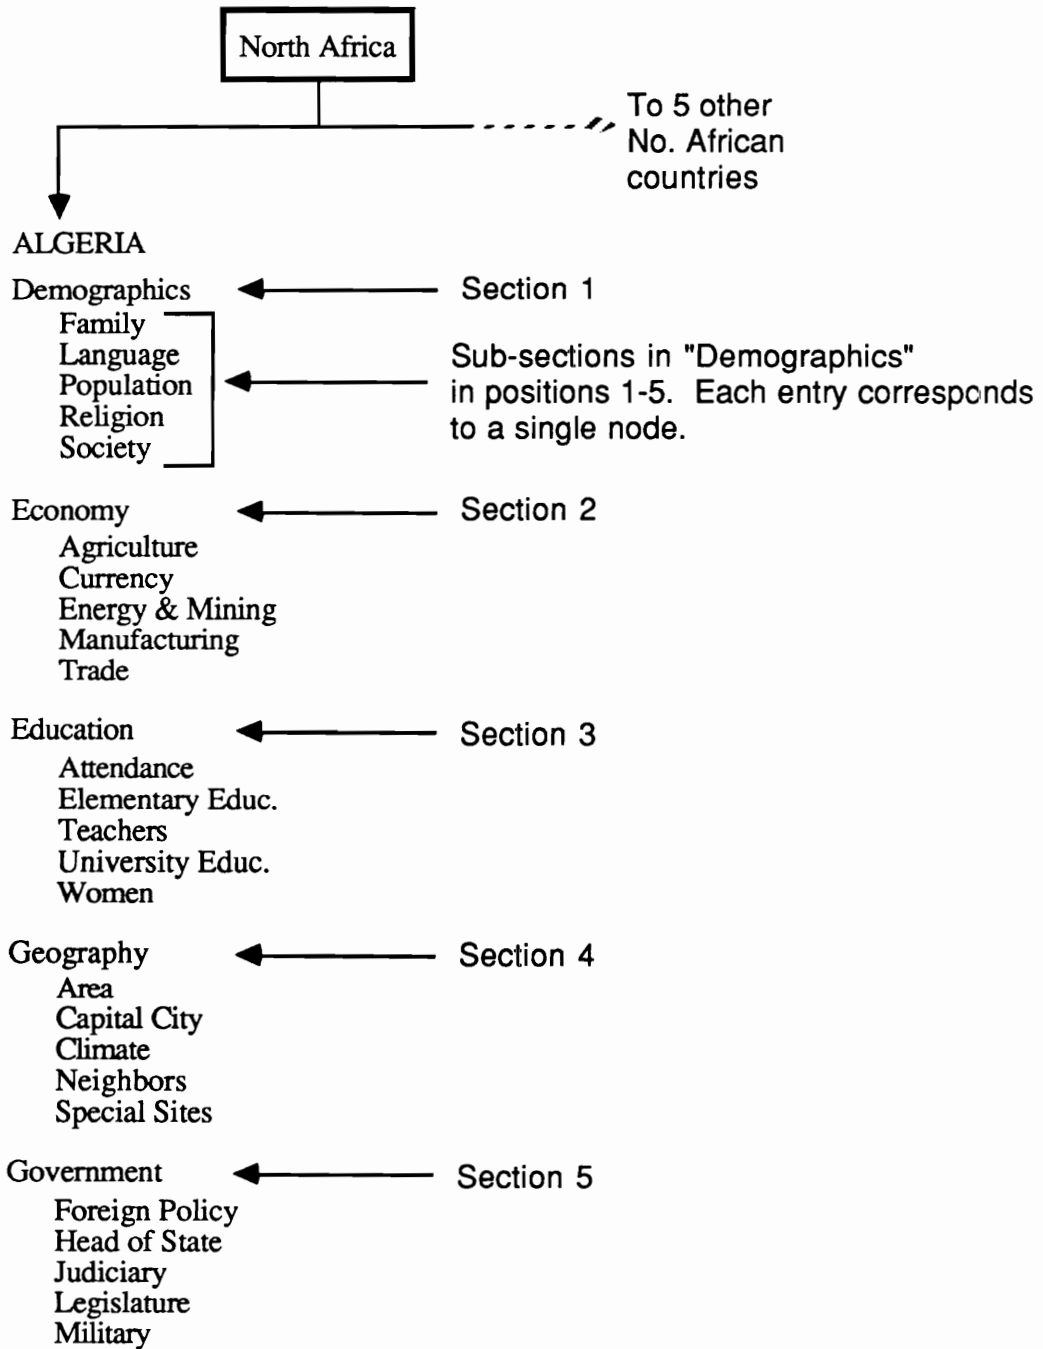 North Africa
To 5 other
No. African
countries
ALGERIA
Demographics
Section 1
Family
Language
Population
Religion
Society
Sub-sections in "Demographics"
in positions 1-5. Each entry corresponds
to a single node.
Economy
Section 2
Agriculture
Currency
Energy & Mining
Manufacturing
Trade
Education
Section 3
Attendance
Elementary Educ.
Teachers
University Educ.
Women
Geography
Section 4
Area
Capital City
Climate
Neighbors
Special Sites
Government
Section 5
Foreign Policy
Head of State
Judiciary
Legislature
Military